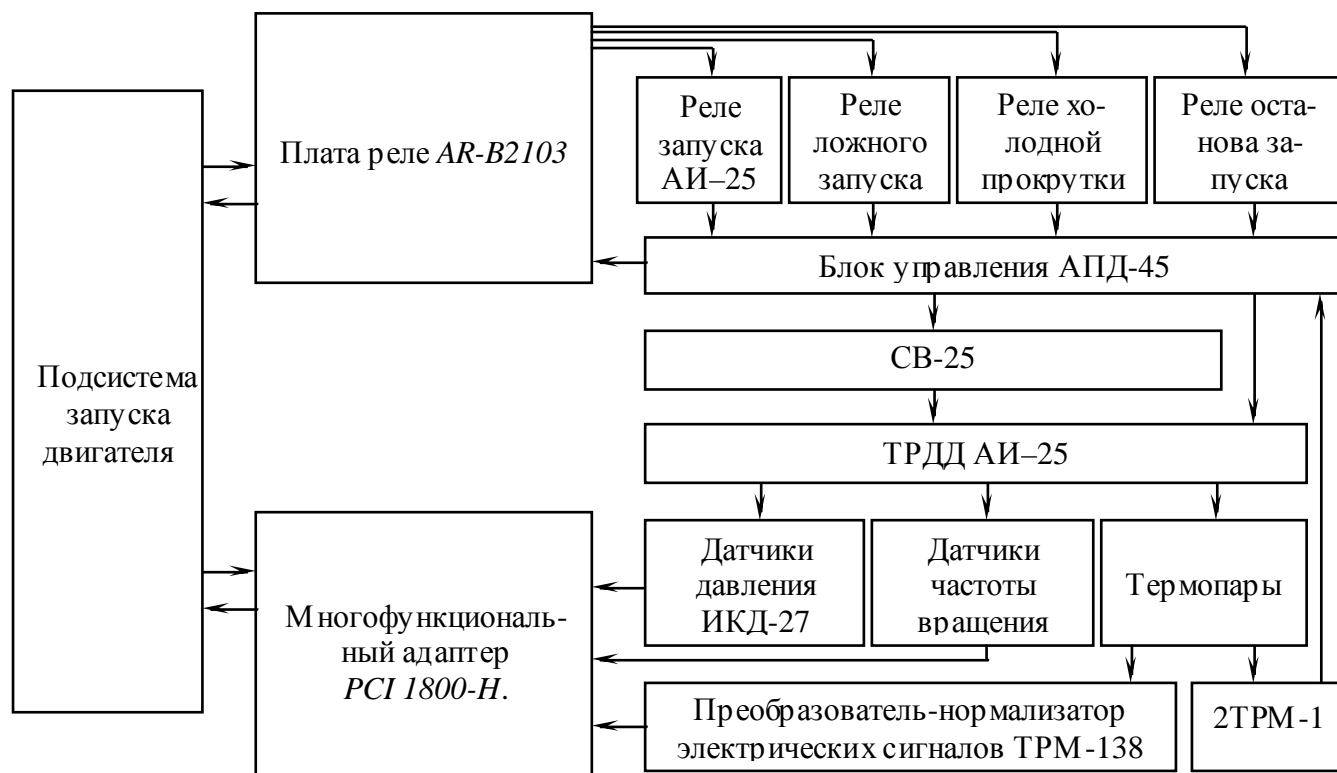 Подсистема
запуска
двигателя
Плата реле AR-B2103
Реле
запуска
АИ–25
Реле
ложного
запуска
Реле хо-
лодной
прокрутки
Реле оста-
нова за-
пуска
Блок управления АПД-45
СВ-25
ТРДД АИ–25
Датчики
давления
ИКД-27
Датчики
частоты
вращения
Термопары
Многофункциональ-
ный адаптер
PCI 1800-H.
Преобразователь-нормализатор
электрических сигналов ТРМ-138
2ТРМ-1